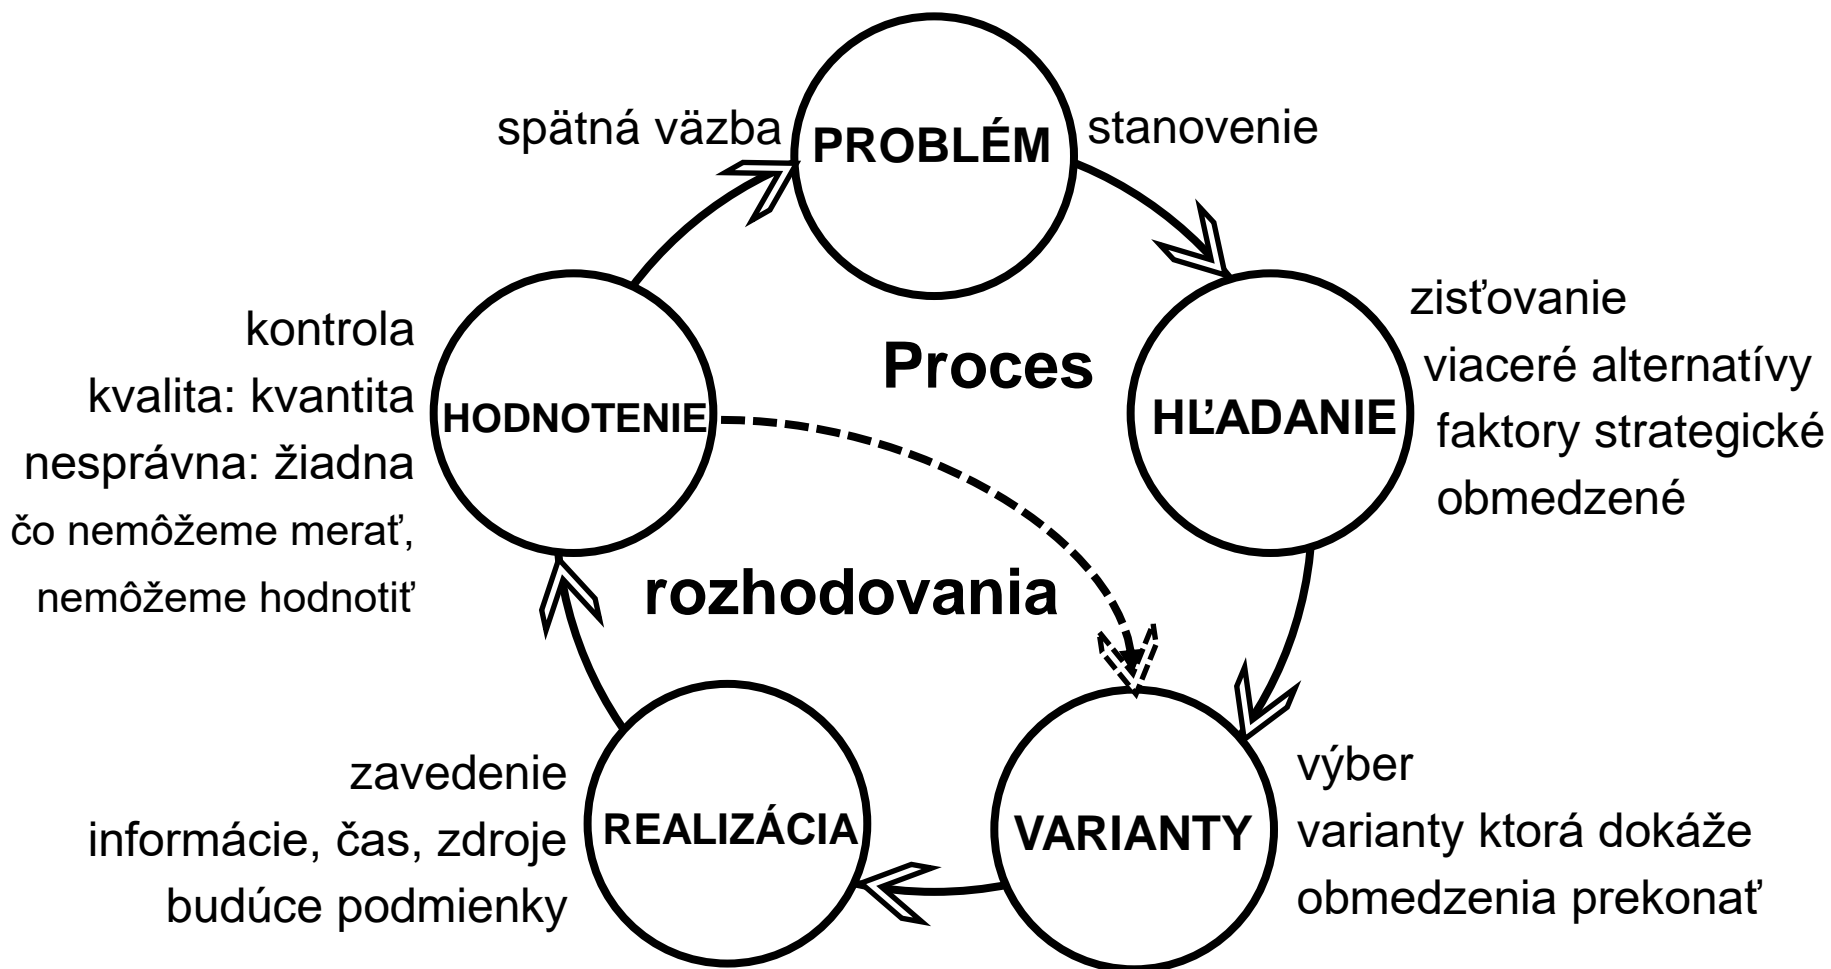 spätná väzba
PROBLÉM
stanovenie
Proces
rozhodovania
HĽADANIE
zisťovanie
viaceré alternatívy
faktory strategické
obmedzené
VARIANTY
výber
varianty ktorá dokáže
obmedzenia prekonať
REALIZÁCIA
zavedenie
informácie, čas, zdroje
budúce podmienky
HODNOTENIE
kontrola
kvalita: kvantita
nesprávna: žiadna
čo nemôžeme merať,
nemôžeme hodnotiť